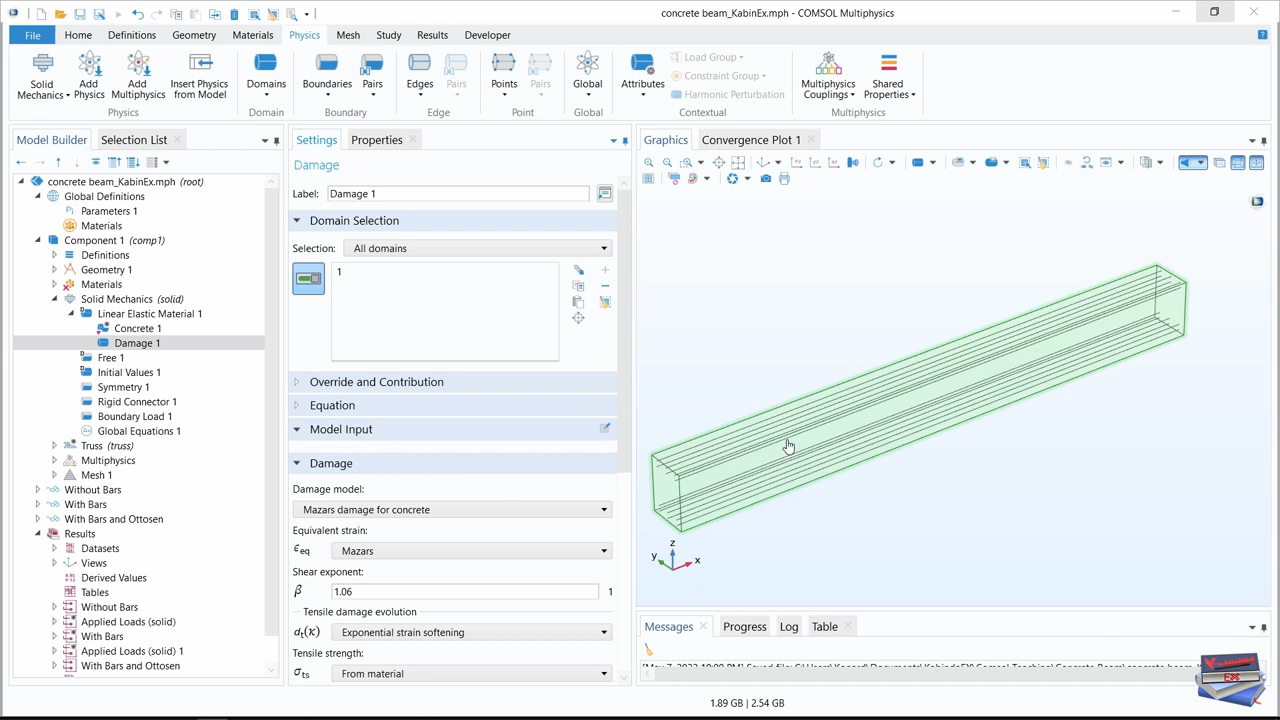 concrete beam_KabinEx.mph - COMSOL Multiphysics
File
Home
Definitions
Geometry
Materials
Physics
Mesh
Study
Results
Developer
Solid Mechanics
Add Physics
Add Multiphysics
Insert Physics from Model
Domains
Boundaries
Pairs
Edges
Pairs
Points
Pairs
Global
Attributes
Load Group
Constraint Group
Harmonic Perturbation
Multiphysics Couplings
Shared Properties
Physics
Domain
Boundary
Edge
Point
Global
Contextual
Multiphysics
Model Builder
Selection List
concrete beam_KabinEx.mph (root)
Global Definitions
Parameters 1
Materials
Component 1 (comp1)
Definitions
Geometry 1
Materials
Solid Mechanics (solid)
Linear Elastic Material 1
Concrete 1
Damage 1
Free 1
Initial Values 1
Symmetry 1
Rigid Connector 1
Boundary Load 1
Global Equations 1
Truss (truss)
Multiphysics
Mesh 1
Without Bars
With Bars
With Bars and Ottosen
Results
Datasets
Views
Derived Values
Tables
Without Bars
Applied Loads (solid)
With Bars
Applied Loads (solid) 1
With Bars and Ottosen
Settings
Properties
Damage
Label: Damage 1
Domain Selection
Selection: All domains
1
Override and Contribution
Equation
Model Input
Damage
Damage model:
Mazars damage for concrete
Equivalent strain:
εeq Mazars
Shear exponent:
β 1.06 1
Tensile damage evolution
dt(κ) Exponential strain softening
Tensile strength:
σts From material
Graphics
Convergence Plot 1
z
y
x
Messages
Progress
Log
Table
1.89 GB | 2.54 GB